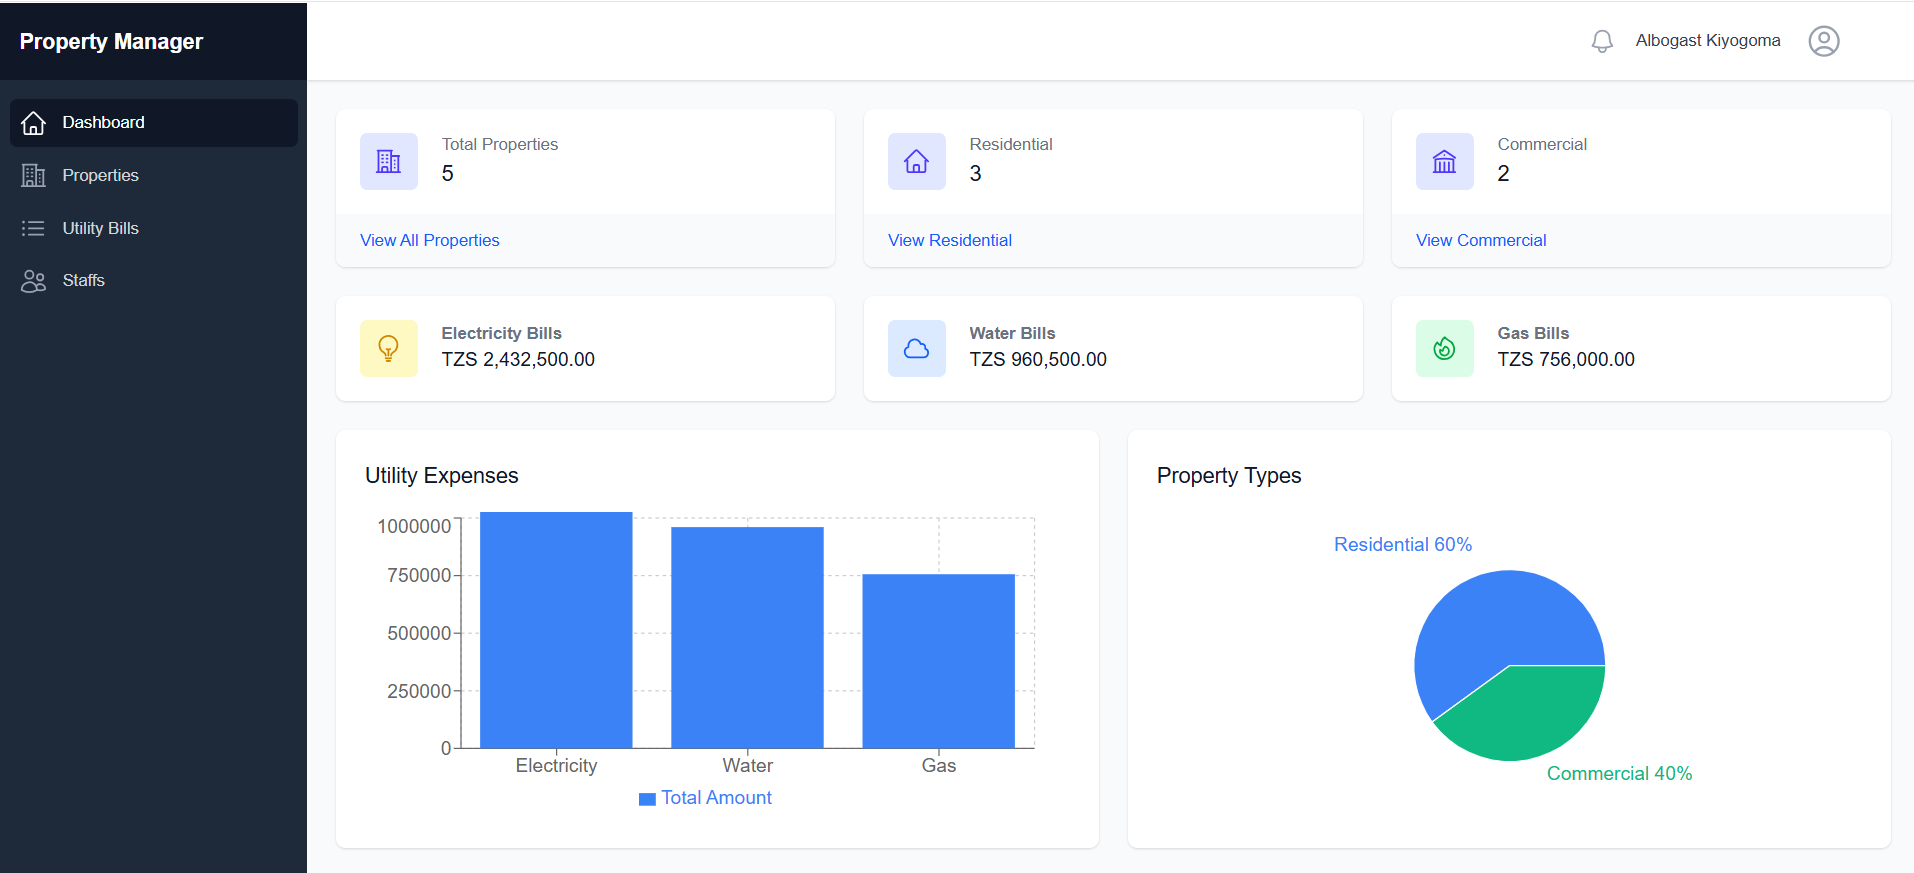 Property Manager
Albogast Kiyogoma
Dashboard
Properties
Utility Bills
Staffs
Total Properties
5
View All Properties
Residential
3
View Residential
Commercial
2
View Commercial
Electricity Bills
TZS 2,432,500.00
Water Bills
TZS 960,500.00
Gas Bills
TZS 756,000.00
Utility Expenses
1000000
750000
500000
250000
0
Electricity
Water
Gas
Total Amount
Property Types
Residential 60%
Commercial 40%